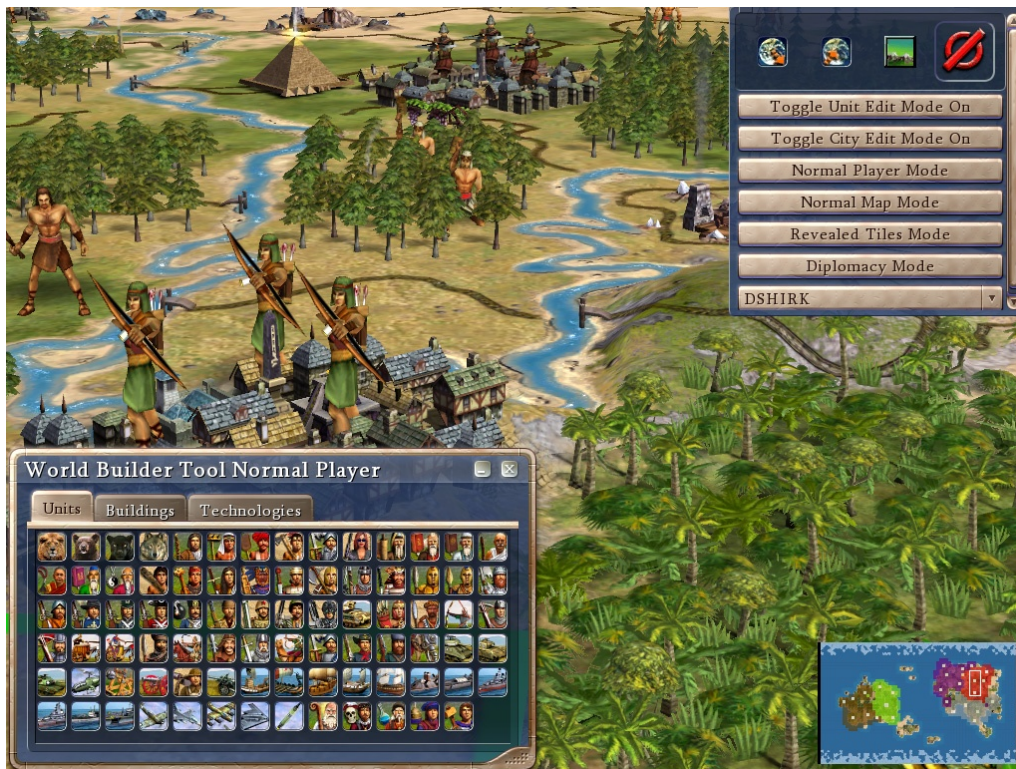 Toggle Unit Edit Mode On
Toggle City Edit Mode On
Normal Player Mode
Normal Map Mode
Revealed Tiles Mode
Diplomacy Mode
DSHIRK
World Builder Tool Normal Player
Units
Buildings
Technologies